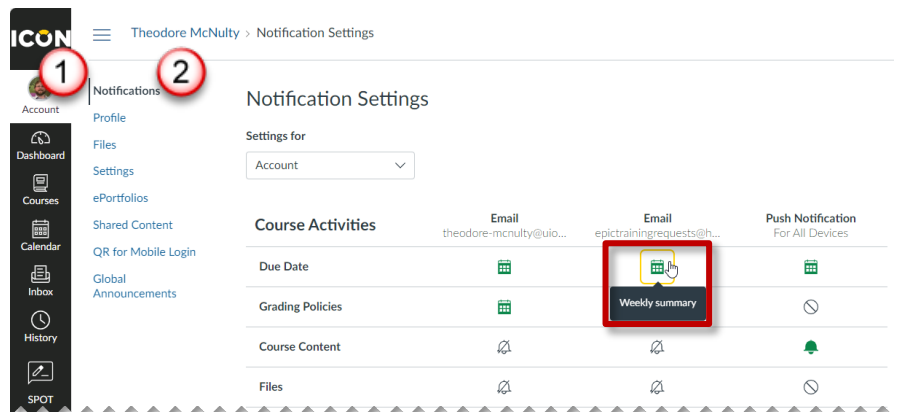 ICON
Theodore McNulty > Notification Settings
1
2
Account
Dashboard
Courses
Calendar
Inbox
History
SPOT
Notifications
Profile
Files
Settings
ePortfolios
Shared Content
QR for Mobile Login
Global
Announcements
Notification Settings
Settings for
Account
Course Activities
Email
theodore-mcnulty@uio...
Email
epictrainingrequests@h...
Push Notification
For All Devices
Due Date
Weekly summary
Grading Policies
Course Content
Files